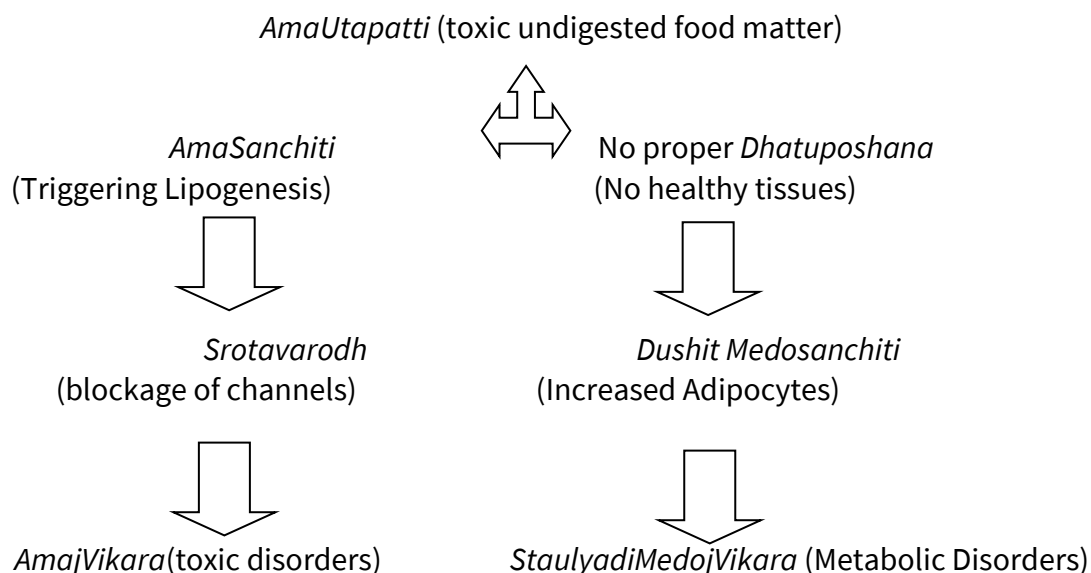 AmaUtapatti (toxic undigested food matter)
AmaSanchiti
(Triggering Lipogenesis)
No proper Dhatuposhana
(No healthy tissues)
Srotavarodh
(blockage of channels)
Dushit Medosanchiti
(Increased Adipocytes)
AmajVikara(toxic disorders)
StaulyadiMedojVikara (Metabolic Disorders)